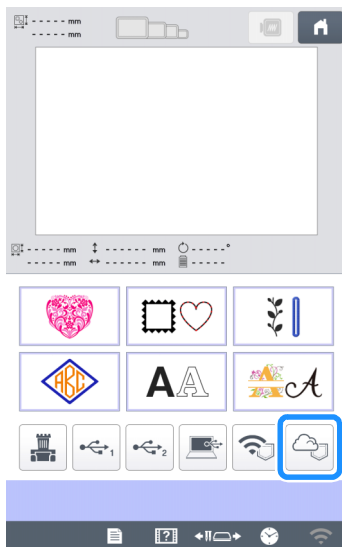 - - - - - mm
- - - - - mm
- - - - - mm - - - - - - mm - - - - - °
- - - - - mm - - - - - - mm - - - - -
ABC
A A A A
1 2
?